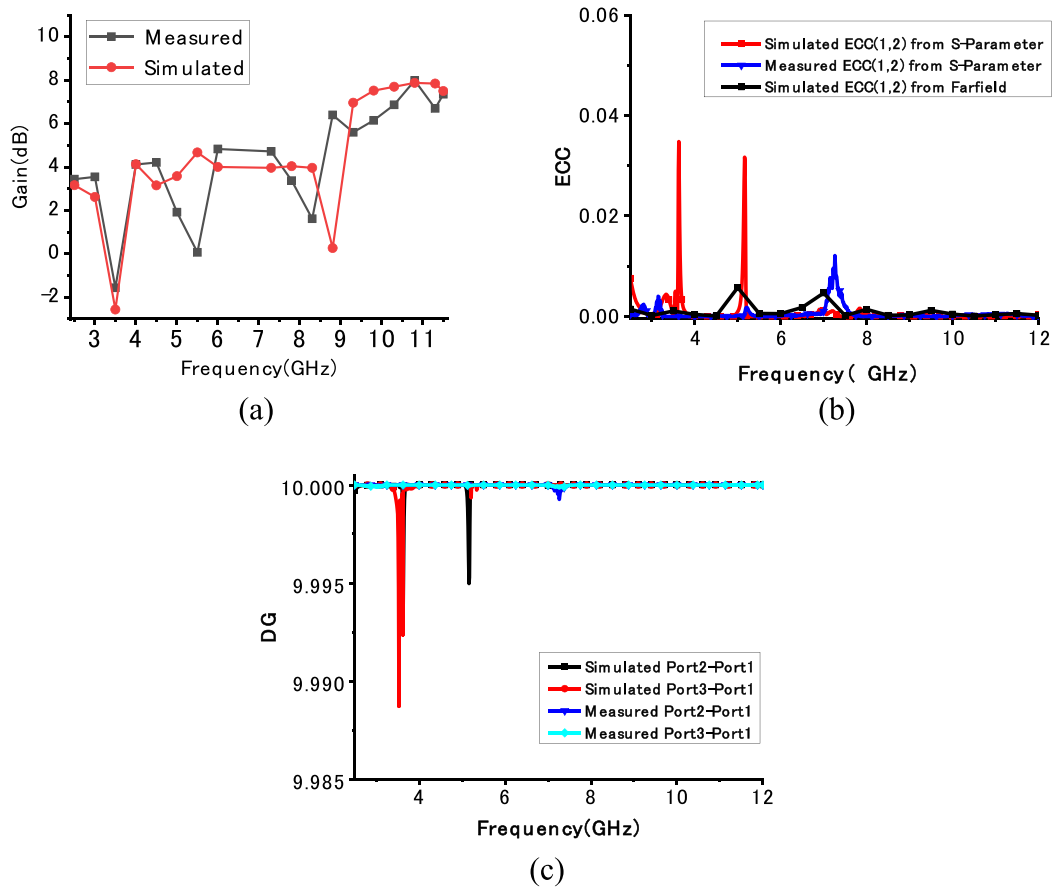 10
8
6
4
2
0
−2
Gain(dB)
Measured
Simulated
3 4 5 6 7 8 9 10 11
Frequency(GHz)
(a)
0.06
0.04
0.02
0.00
ECC
Simulated ECC(1,2) from S-Parameter
Measured ECC(1,2) from S-Parameter
Simulated ECC(1,2) from Farfield
4 6 8 10 12
Frequency( GHz)
(b)
10.000
9.995
9.990
9.985
DG
Simulated Port2-Port1
Simulated Port3-Port1
Measured Port2-Port1
Measured Port3-Port1
4 6 8 10 12
Frequency(GHz)
(c)